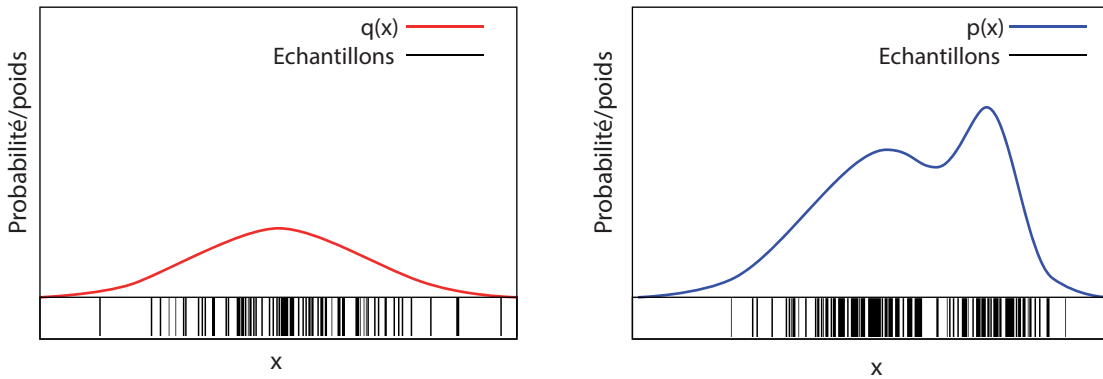 q(x)
Echantillons
Probabilité/poids
x
p(x)
Echantillons
Probabilité/poids
x